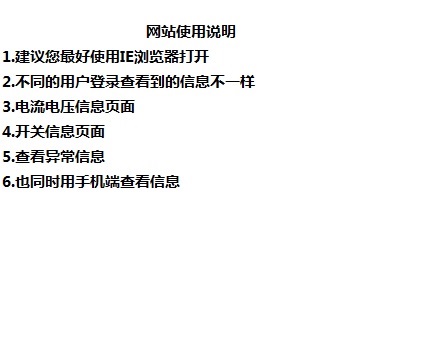 网站使用说明
1.建议您最好使用IE浏览器打开
2.不同的用户登录查看到的信息不一样
3.电流电压信息页面
4.开关信息页面
5.查看异常信息
6.也同时用手机端查看信息